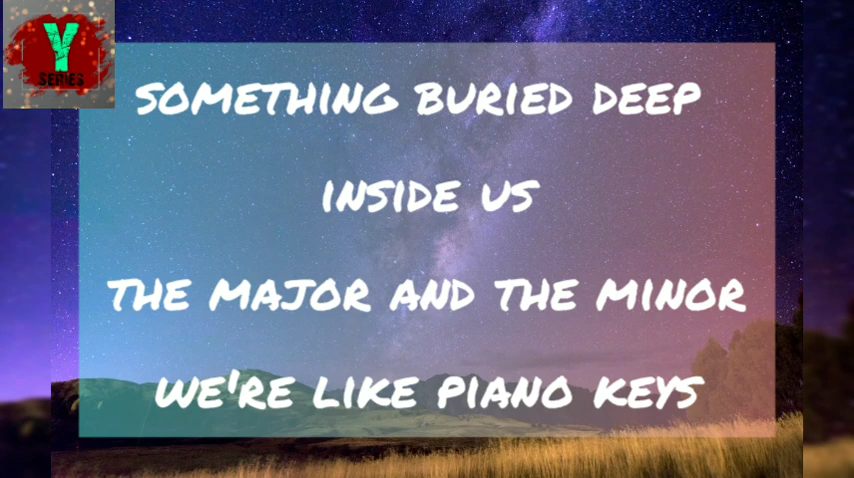 Y
SERIES
SOMETHING BURIED DEEP
INSIDE US
THE MAJOR AND THE MINOR
WE'RE LIKE PIANO KEYS